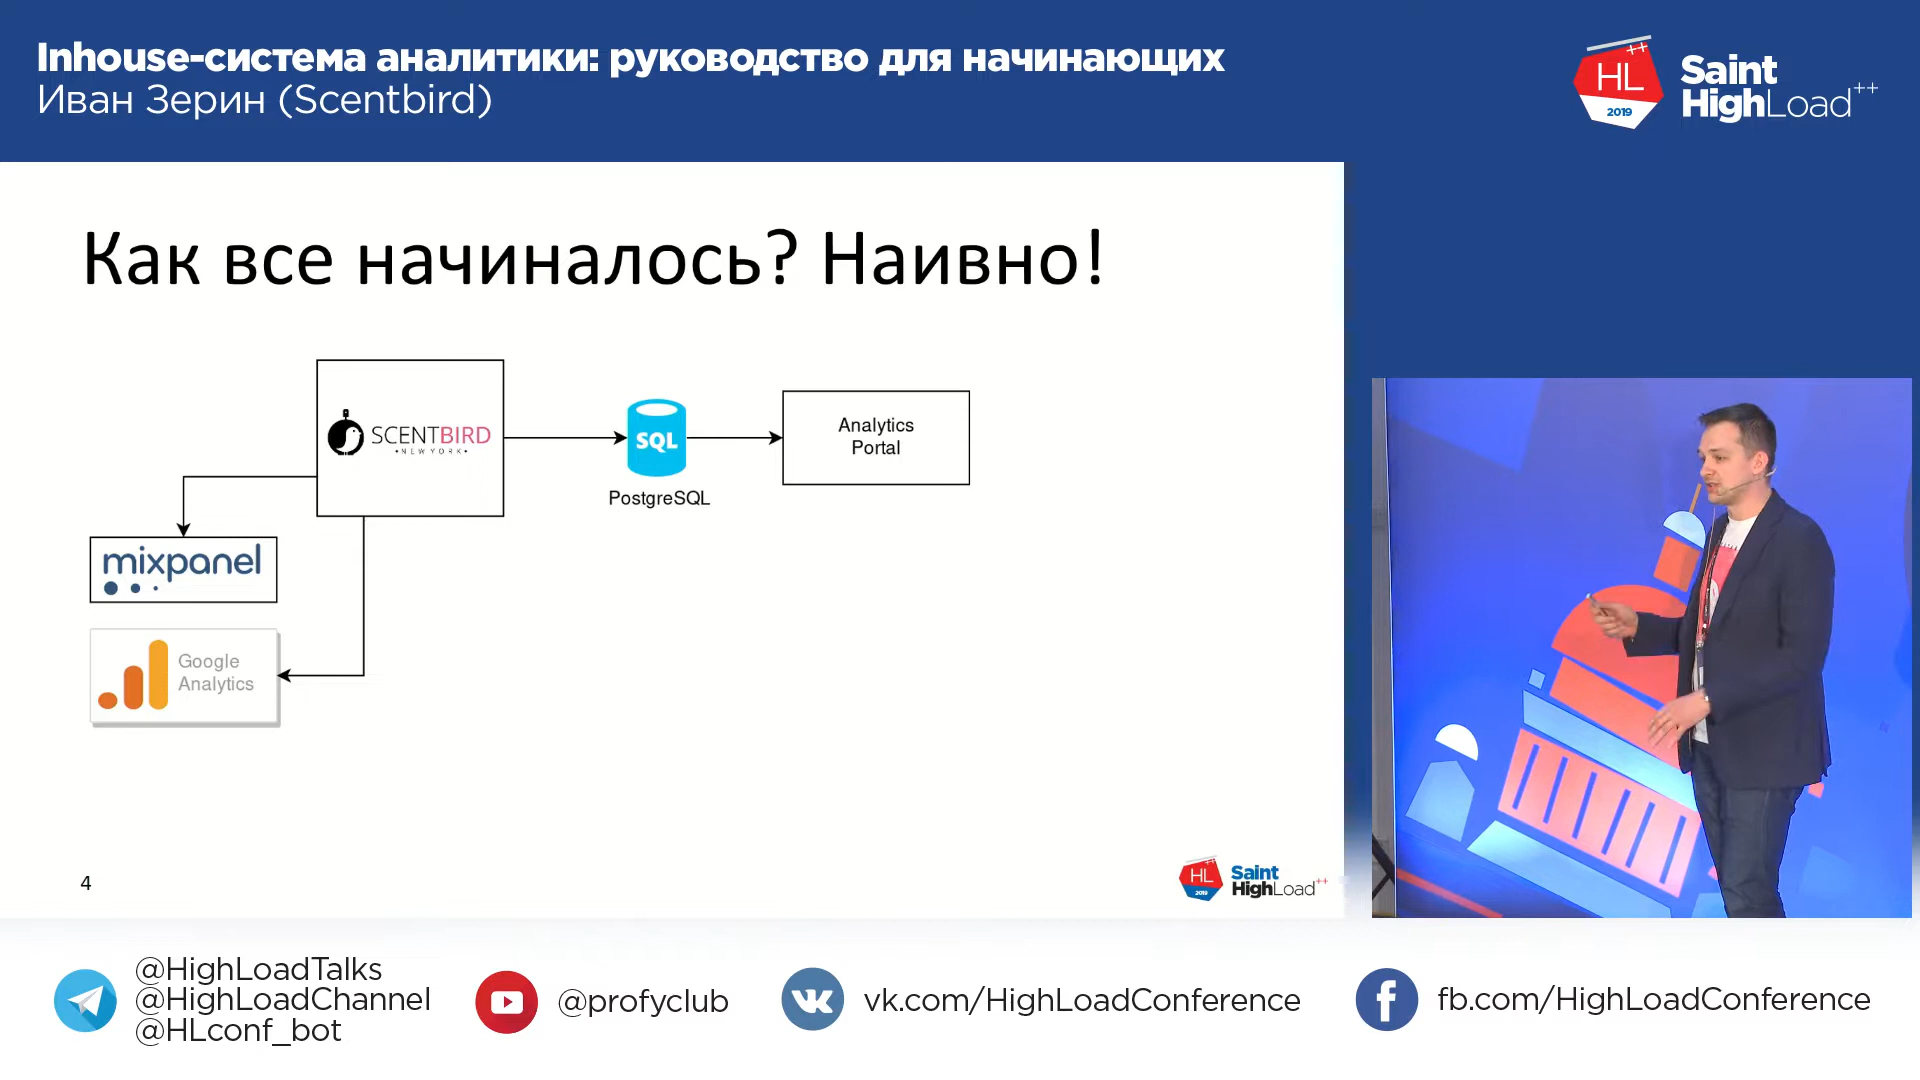 Inhouse-система аналитики: руководство для начинающих
Иван Зерин (Scentbird)
HL ++
2019
Saint
HighLoad++
Как все начиналось? Наивно!
SCENTBIRD
•NEW YORK•
SQL
PostgreSQL
Analytics
Portal
mixpanel
Google
Analytics
4
HL ++
2019
Saint
HighLoad++
@HighLoadTalks
@HighLoadChannel
@HLconf_bot
@profyclub
vk.com/HighLoadConference
fb.com/HighLoadConference